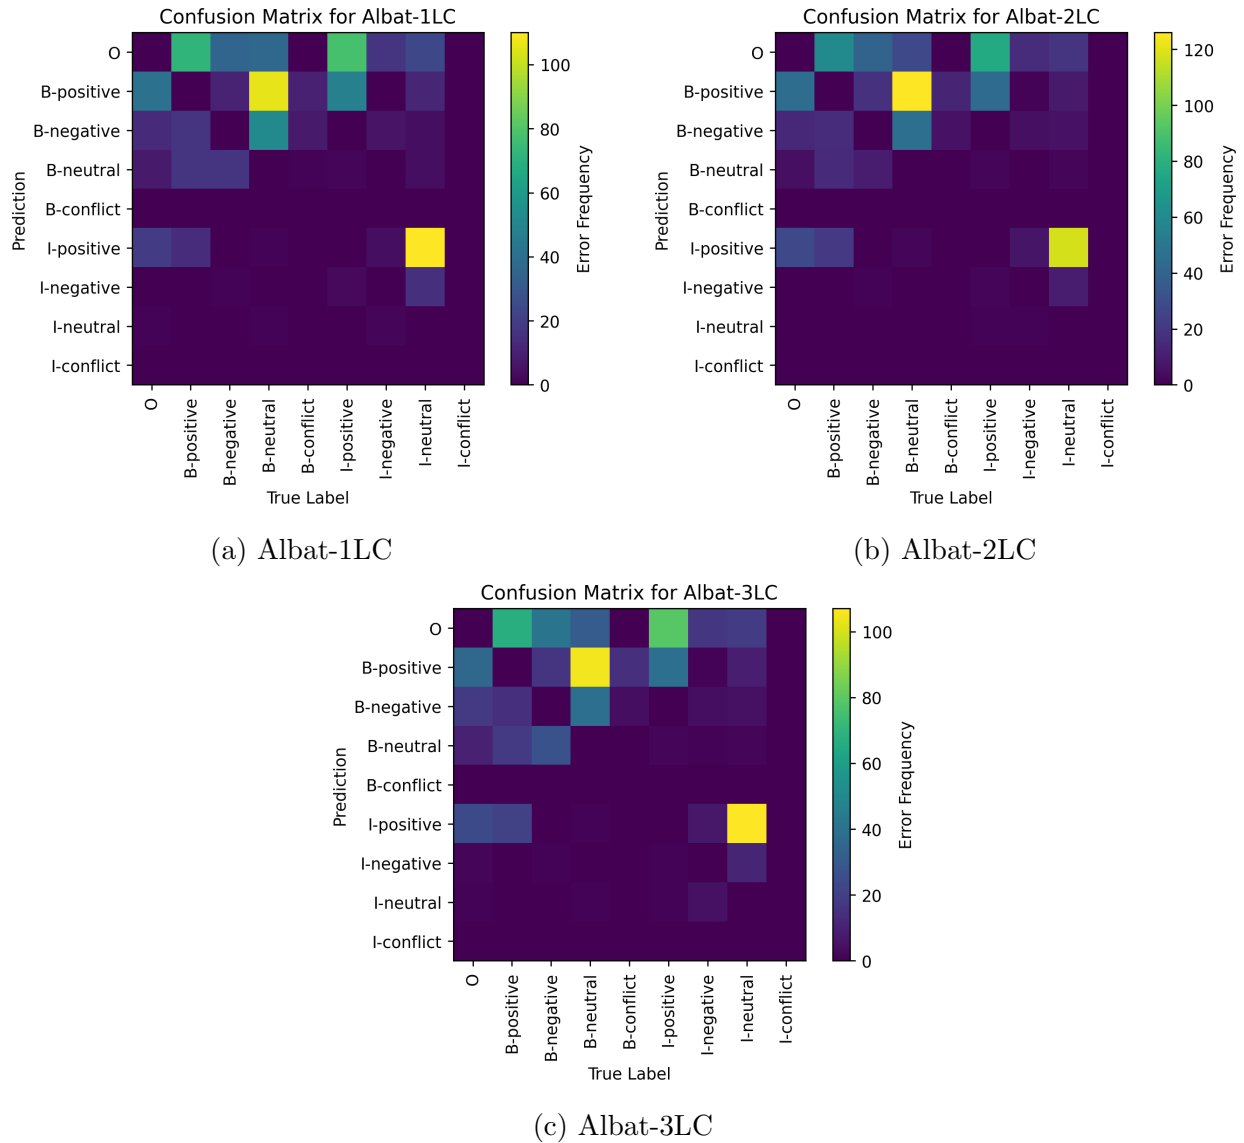 Confusion Matrix for Albat-1LC
O
B-positive
B-negative
B-neutral
B-conflict
I-positive
I-negative
I-neutral
I-conflict
Prediction
O
B-positive
B-negative
B-neutral
B-conflict
I-positive
I-negative
I-neutral
I-conflict
True Label
100
80
60
40
20
0
Error Frequency
(a) Albat-1LC
Confusion Matrix for Albat-2LC
O
B-positive
B-negative
B-neutral
B-conflict
I-positive
I-negative
I-neutral
I-conflict
Prediction
O
B-positive
B-negative
B-neutral
B-conflict
I-positive
I-negative
I-neutral
I-conflict
True Label
120
100
80
60
40
20
0
Error Frequency
(b) Albat-2LC
Confusion Matrix for Albat-3LC
O
B-positive
B-negative
B-neutral
B-conflict
I-positive
I-negative
I-neutral
I-conflict
Prediction
O
B-positive
B-negative
B-neutral
B-conflict
I-positive
I-negative
I-neutral
I-conflict
True Label
100
80
60
40
20
0
Error Frequency
(c) Albat-3LC